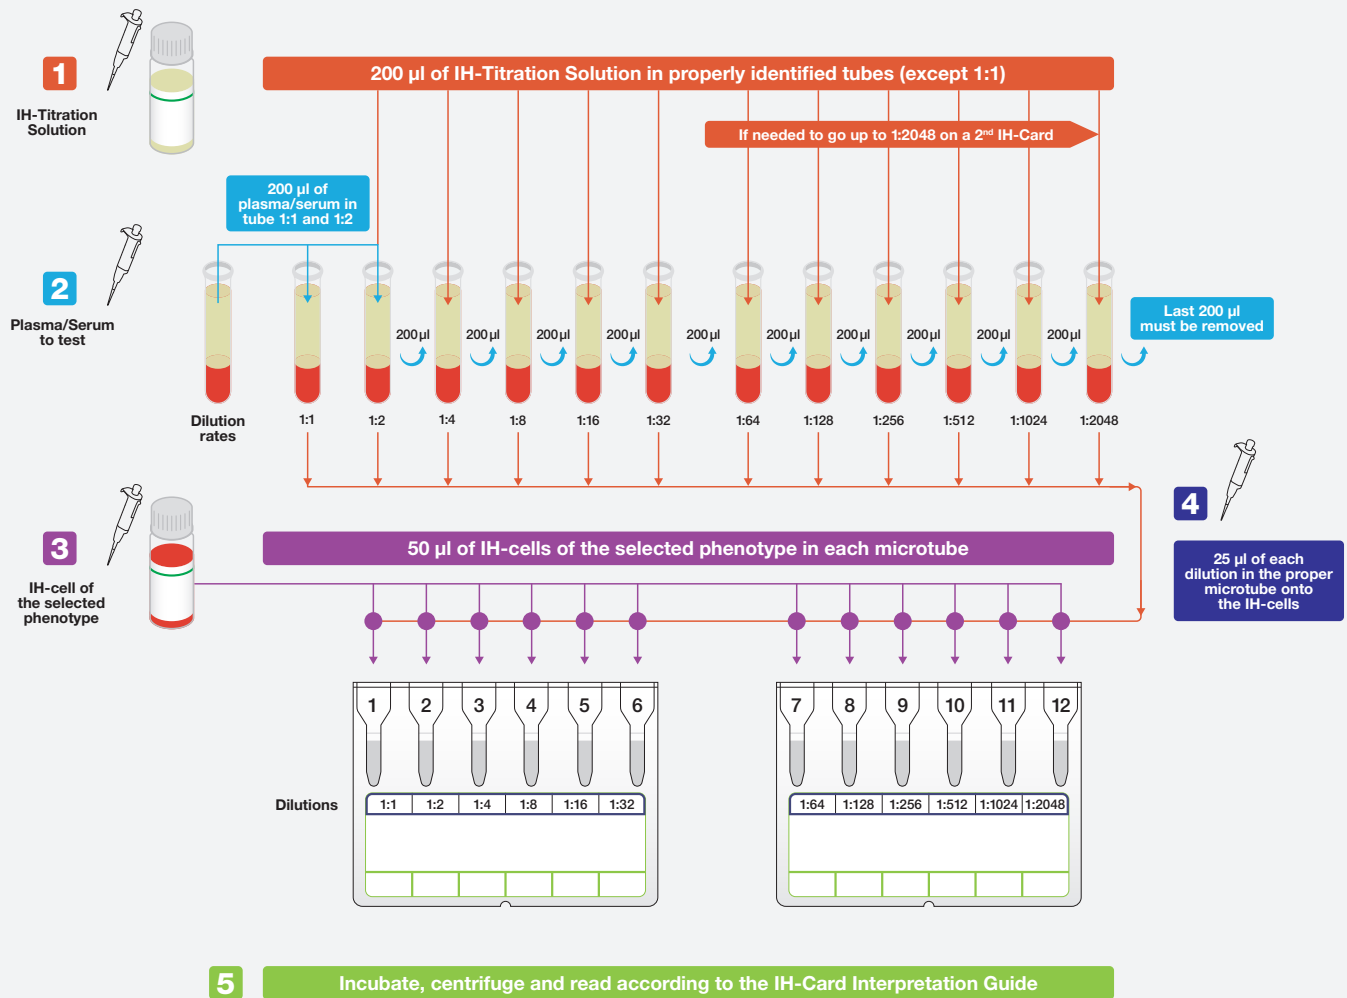 1
IH-Titration
Solution
200 µl of IH-Titration Solution in properly identified tubes (except 1:1)
If needed to go up to 1:2048 on a 2nd IH-Card
200 µl of
plasma/serum in
tube 1:1 and 1:2
2
Plasma/Serum
to test
200 µl 200 µl 200 µl 200 µl 200 µl 200 µl 200 µl 200 µl 200 µl 200 µl
Last 200 µl
must be removed
Dilution
rates
1:1 1:2 1:4 1:8 1:16 1:32 1:64 1:128 1:256 1:512 1:1024 1:2048
3
IH-cell of
the selected
phenotype
50 µl of IH-cells of the selected phenotype in each microtube
4
25 µl of each
dilution in the proper
microtube onto
the IH-cells
1 2 3 4 5 6 7 8 9 10 11 12
Dilutions 1:1 1:2 1:4 1:8 1:16 1:32 1:64 1:128 1:256 1:512 1:1024 1:2048
5
Incubate, centrifuge and read according to the IH-Card Interpretation Guide